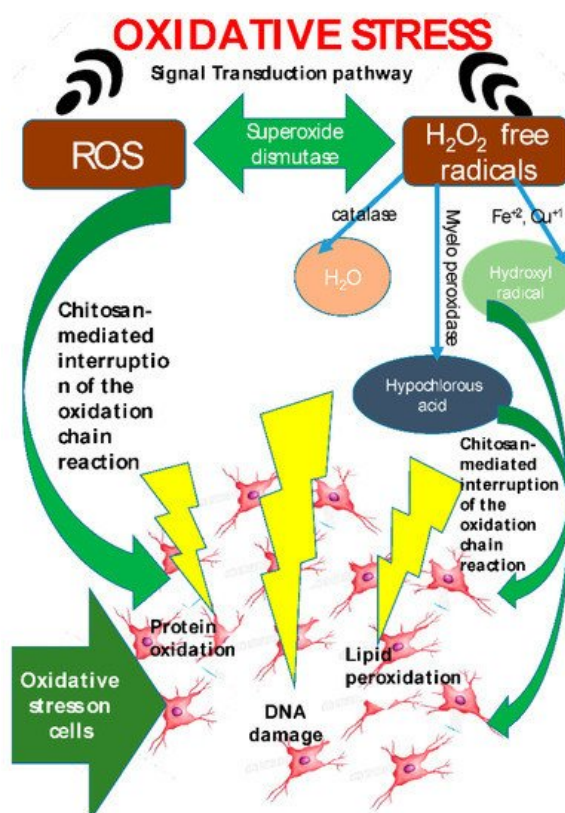 OXIDATIVE STRESS
Signal Transduction pathway
ROS
Superoxide
dismutase
H2O2 free
radicals
catalase
Myelo peroxidase
Fe+2, Cu+1
H2O
Hydroxyl
radical
Hypochlorous
acid
Chitosan-
mediated
interruptio
n of the
oxidation
chain
reaction
Chitosan-
mediated
interruption
of the
oxidation
chain
reaction
Protein
oxidation
Lipid
peroxidation
DNA
damage
Oxidative
stress on
cells